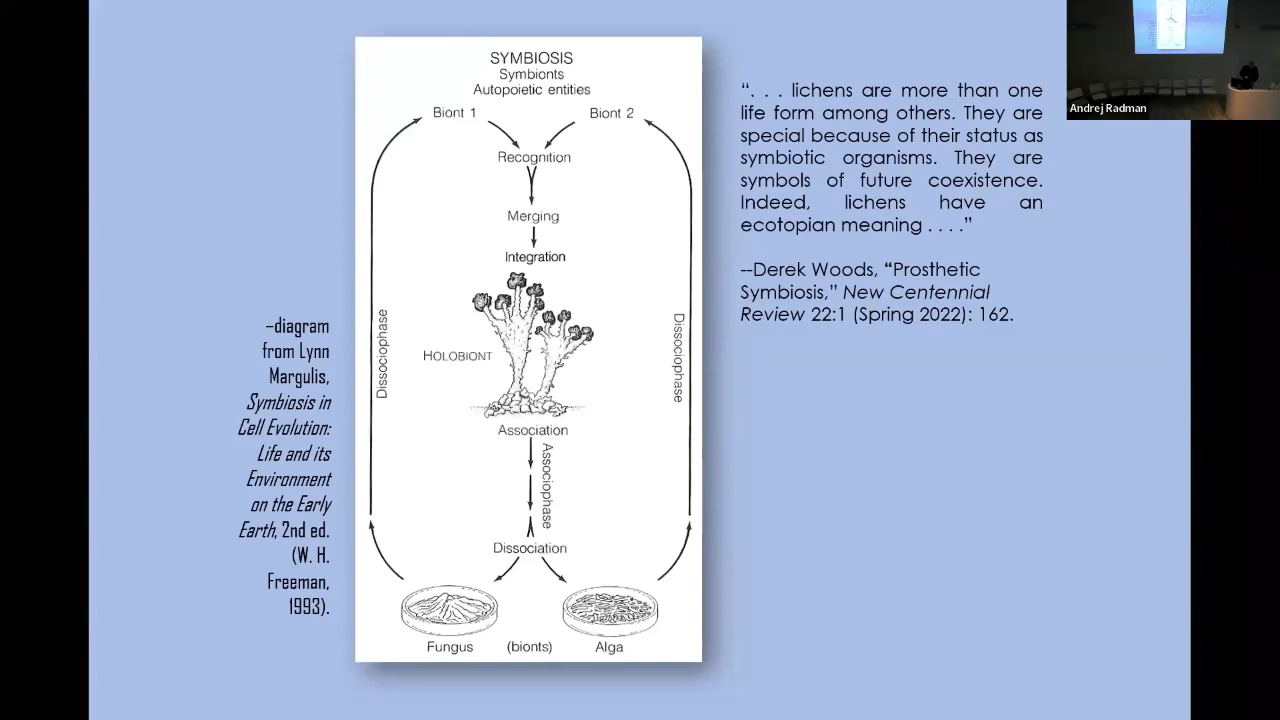 SYMBIOSIS
Symbionts
Autopoietic entities
Biont 1
Biont 2
Recognition
Merging
Integration
HOLOBIONT
Association
Associophase
Dissociation
Dissociophase
Dissociophase
Fungus
(bionts)
Alga
–diagram
from Lynn
Margulis,
Symbiosis in
Cell Evolution:
Life and its
Environment
on the Early
Earth, 2nd ed.
(W. H.
Freeman,
1993).
“. . . lichens are more than one
life form among others. They are
special because of their status as
symbiotic organisms. They are
symbols of future coexistence.
Indeed, lichens have an
ecotopian meaning . . . .”
--Derek Woods, “Prosthetic
Symbiosis,” New Centennial
Review 22:1 (Spring 2022): 162.
Andrej Radman